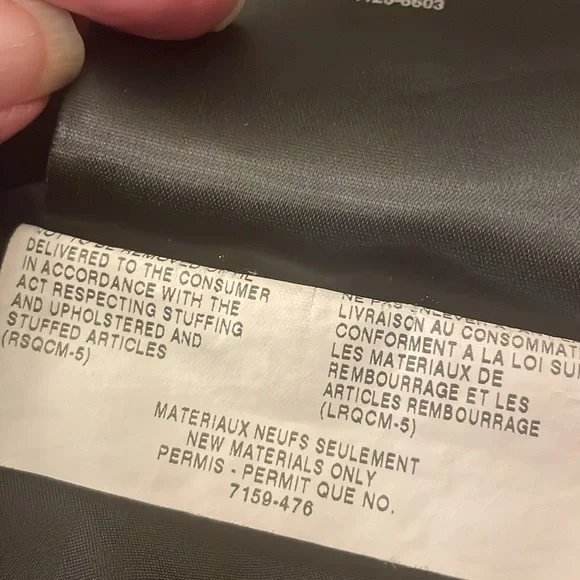 -6603
DELIVERED TO THE CONSUMER
IN ACCORDANCE WITH THE
ACT RESPECTING STUFFING
AND UPHOLSTERED AND
STUFFED ARTICLES
(RSQCM-5)
LIVRAISON AU CONSOMMAT
CONFORMENT A LA LOI SU
LES MATERIAUX DE
REMBOURRAGE ET LES
ARTICLES REMBOURRAGE
(LRQCM-5)
MATERIAUX NEUFS SEULEMENT
NEW MATERIALS ONLY
PERMIS - PERMIT QUE NO.
7159-476